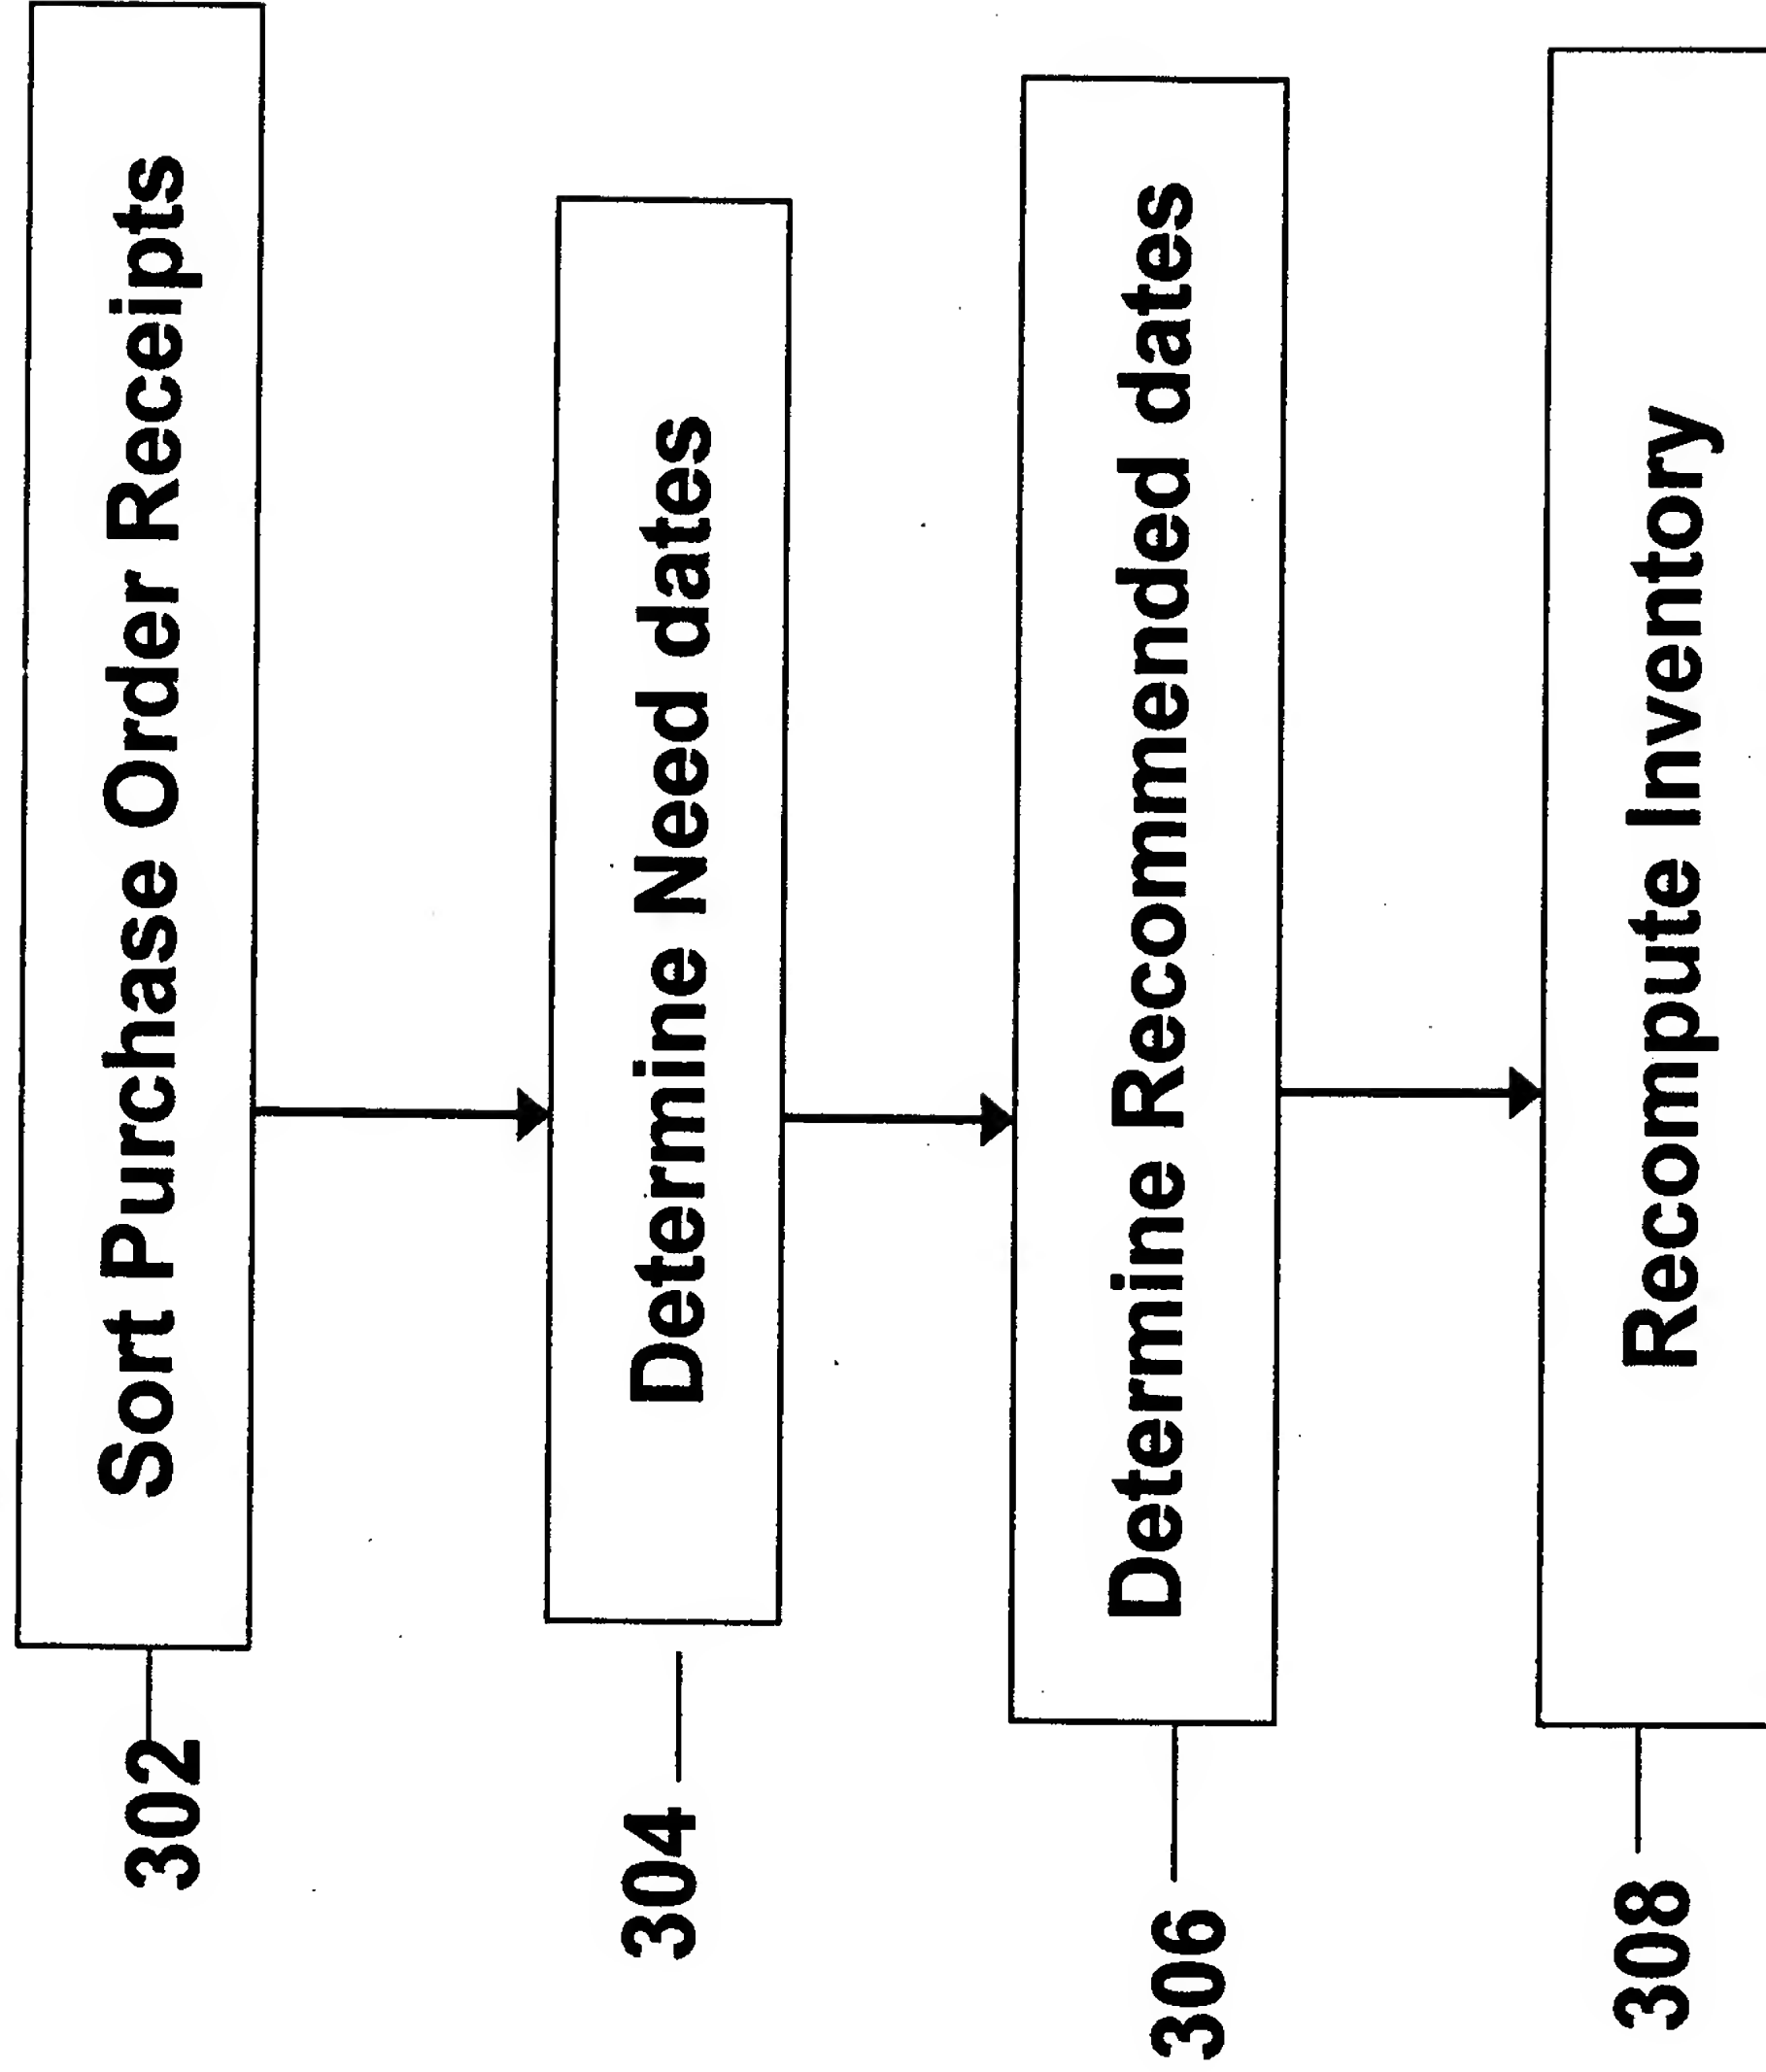 302 Sort Purchase Order Receipts
304 Determine Need dates
306 Determine Recommended dates
308 Recompute Inventory